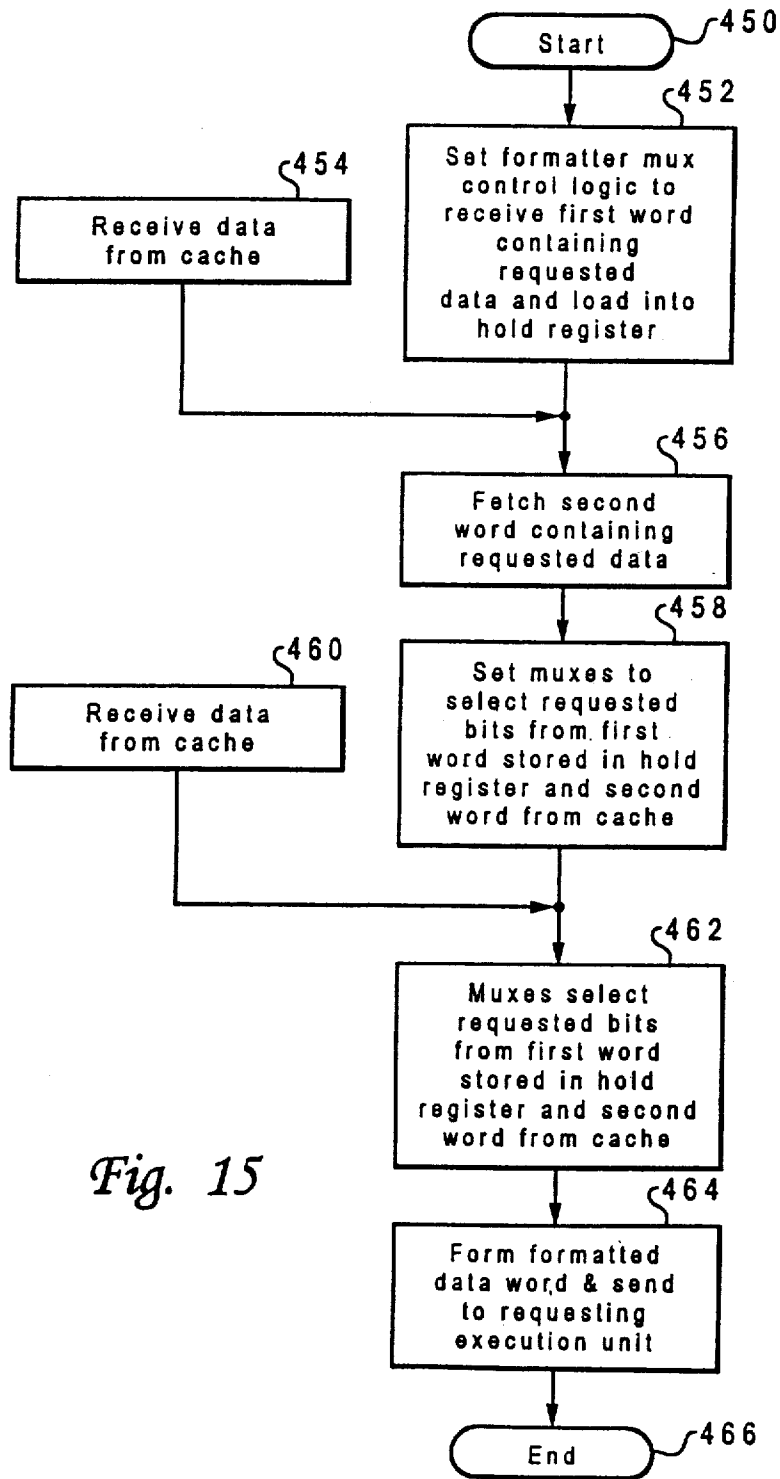 450
Start
452
Set formatter mux
control logic to
receive first word
containing
requested
data and load into
hold register
454
Receive data
from cache
456
Fetch second
word containing
requested data
458
Set muxes to
select requested
bits from first
word stored in hold
register and second
word from cache
460
Receive data
from cache
462
Muxes select
requested bits
from first word
stored in hold
register and second
word from cache
Fig. 15
464
Form formatted
data word & send
to requesting
execution unit
End
466